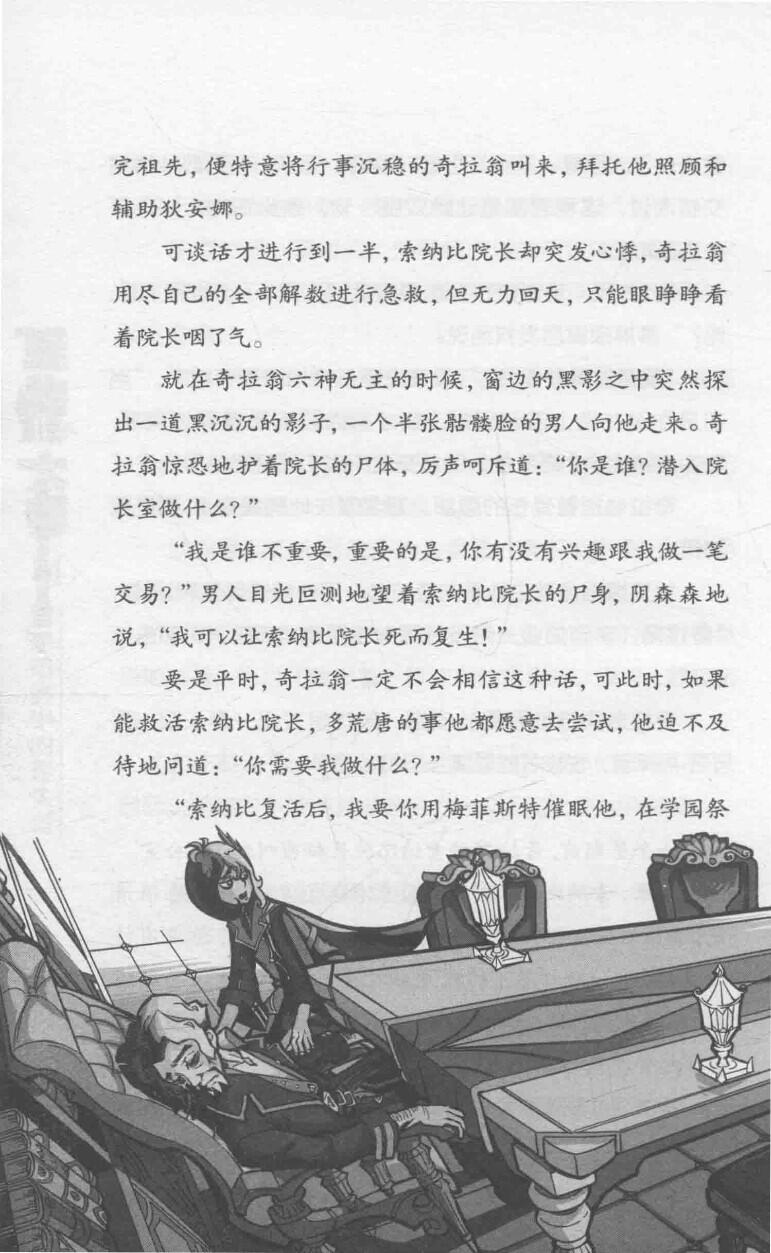 完祖先，便特意将行事沉稳的奇拉翁叫来，拜托他照顾和
辅助狄安娜。
可谈话才进行到一半，索纳比院长却突发心悸，奇拉翁
用尽自己的全部解数进行急救，但无力回天，只能眼睁睁看
着院长咽了气。
就在奇拉翁六神无主的时候，窗边的黑影之中突然探
出一道黑沉沉的影子，一个半张骷髅脸的男人向他走来。奇
拉翁惊恐地护着院长的尸体，厉声呵斥道：“你是谁？潜入院
长室做什么？”
“我是谁不重要，重要的是，你有没有兴趣跟我做一笔
交易？”男人目光叵测地望着索纳比院长的尸身，阴森森地
说，“我可以让索纳比院长死而复生！”
要是平时，奇拉翁一定不会相信这种话，可此时，如果
能救活索纳比院长，多荒唐的事他都愿意去尝试，他迫不及
待地问道：“你需要我做什么？”
“索纳比复活后，我要你用梅菲斯特催眠他，在学园祭